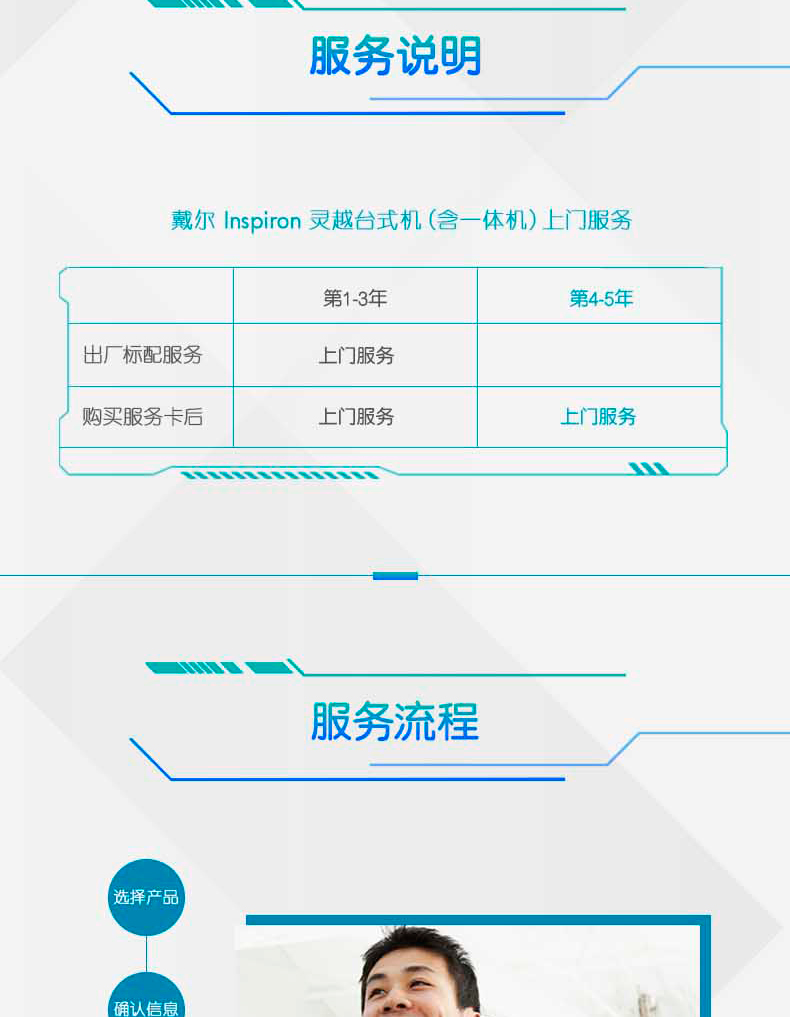 服务说明
戴尔 Inspiron 灵越台式机(含一体机)上门服务
第1-3年 第4-5年
出厂标配服务 上门服务
购买服务卡后 上门服务 上门服务
服务流程
选择产品
确认信息